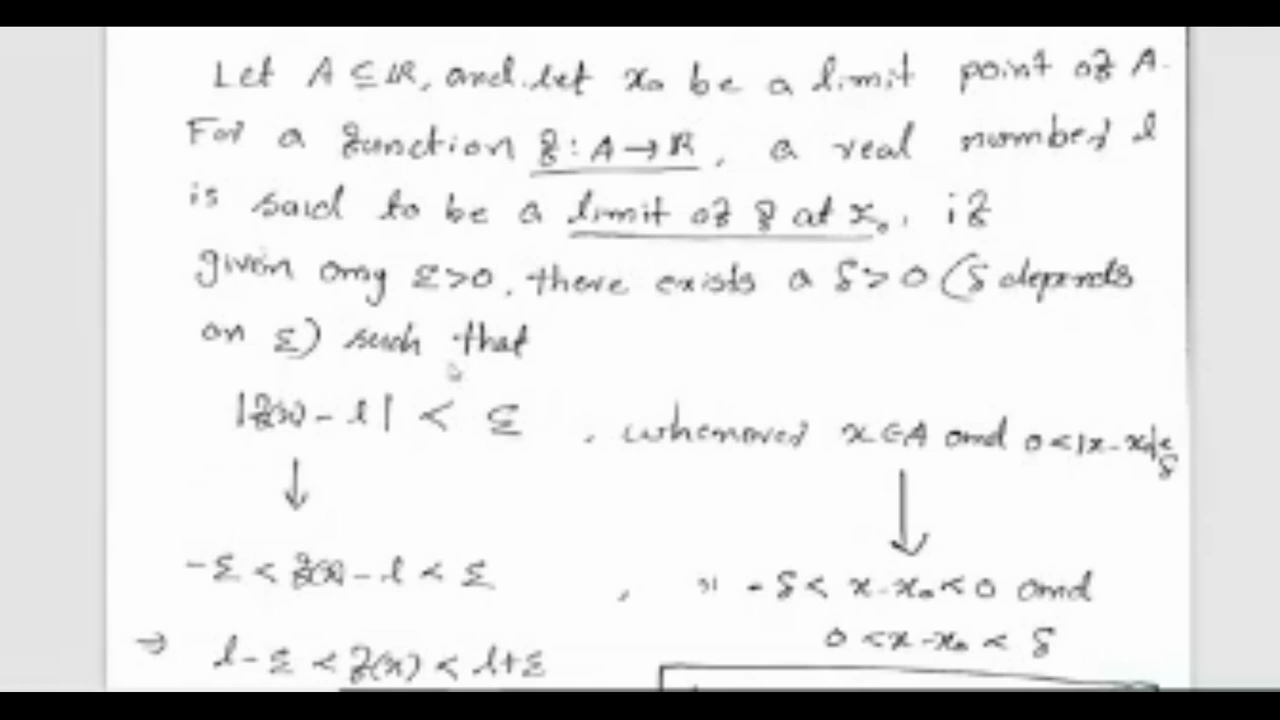 Let A ⊆ ℝ, and let x₀ be a limit point of A.
For a function f : A → ℝ, a real number l
is said to be a limit of f at x₀, if
given any ε > 0, there exists a δ > 0 (δ depends
on ε) such that
|f(x) - l| < ε , whenever x ∈ A and 0 < |x - x₀| < δ
↓ ↓
-ε < f(x) - l < ε , " -δ < x - x₀ < 0 and
0 < x - x₀ < δ
⇒ l - ε < f(x) < l + ε